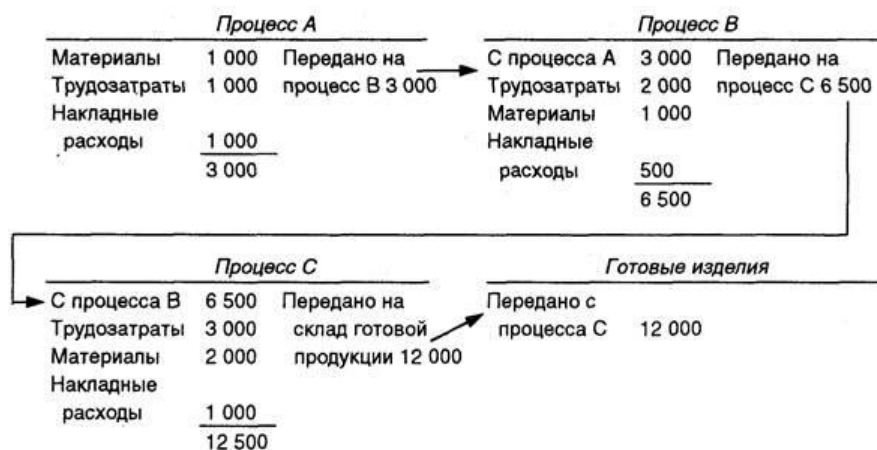 Процесс A
Материалы 1 000 Передано на
Трудозатраты 1 000 процесс B 3 000
Накладные
расходы 1 000
3 000
Процесс B
С процесса A 3 000 Передано на
Трудозатраты 2 000 процесс C 6 500
Материалы 1 000
Накладные
расходы 500
6 500
Процесс C
С процесса B 6 500 Передано на
Трудозатраты 3 000 склад готовой
Материалы 2 000 продукции 12 000
Накладные
расходы 1 000
12 500
Готовые изделия
Передано с
процесса C 12 000